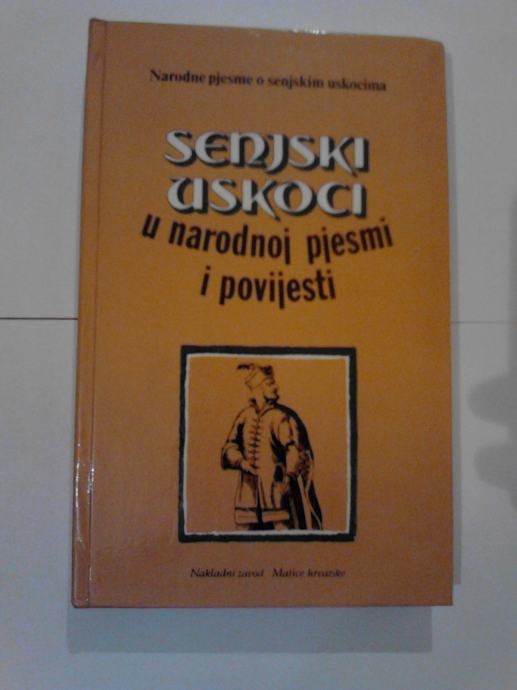 Narodne pjesme o senjskim uskocima
SENJSKI
USKOCI
u narodnoj pjesmi
i povijesti
Nakladni zavod Matice hrvatske